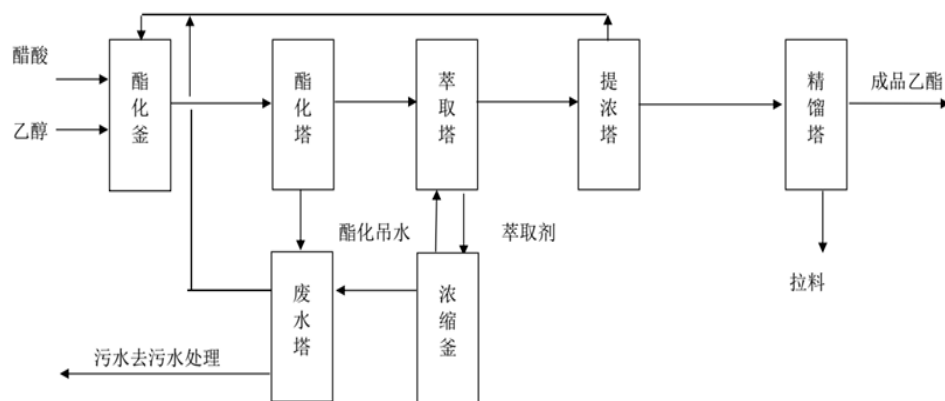 醋酸
乙醇
酯化釜
酯化塔
萃取塔
提浓塔
精馏塔
成品乙酯
酯化吊水
萃取剂
拉料
废水塔
浓缩釜
污水去污水处理